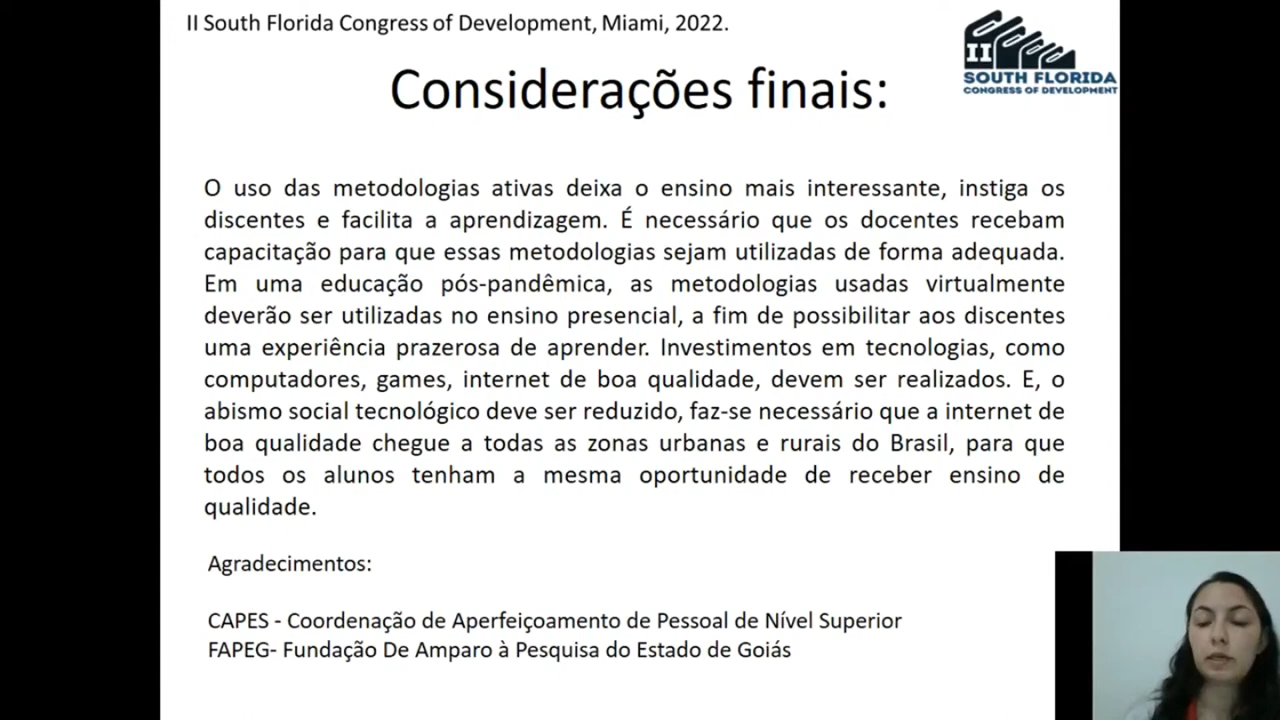 II South Florida Congress of Development, Miami, 2022.
II
SOUTH FLORIDA
CONGRESS OF DEVELOPMENT
Considerações finais:
O uso das metodologias ativas deixa o ensino mais interessante, instiga os
discentes e facilita a aprendizagem. É necessário que os docentes recebam
capacitação para que essas metodologias sejam utilizadas de forma adequada.
Em uma educação pós-pandêmica, as metodologias usadas virtualmente
deverão ser utilizadas no ensino presencial, a fim de possibilitar aos discentes
uma experiência prazerosa de aprender. Investimentos em tecnologias, como
computadores, games, internet de boa qualidade, devem ser realizados. E, o
abismo social tecnológico deve ser reduzido, faz-se necessário que a internet de
boa qualidade chegue a todas as zonas urbanas e rurais do Brasil, para que
todos os alunos tenham a mesma oportunidade de receber ensino de
qualidade.
Agradecimentos:
CAPES - Coordenação de Aperfeiçoamento de Pessoal de Nível Superior
FAPEG- Fundação De Amparo à Pesquisa do Estado de Goiás